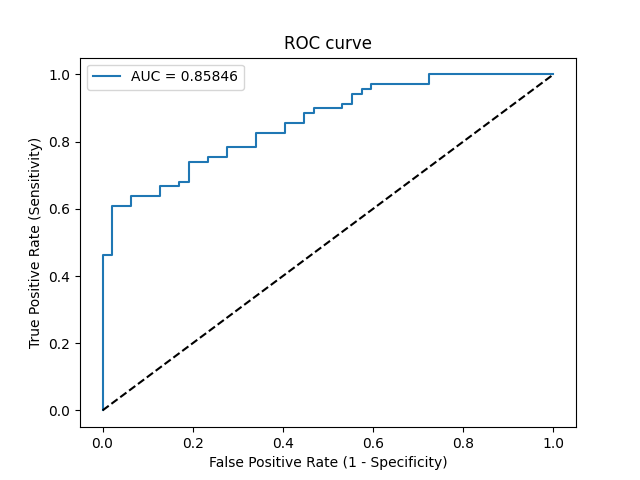 ROC curve
AUC = 0.85846
True Positive Rate (Sensitivity)
1.0
0.8
0.6
0.4
0.2
0.0
0.0 0.2 0.4 0.6 0.8 1.0
False Positive Rate (1 - Specificity)